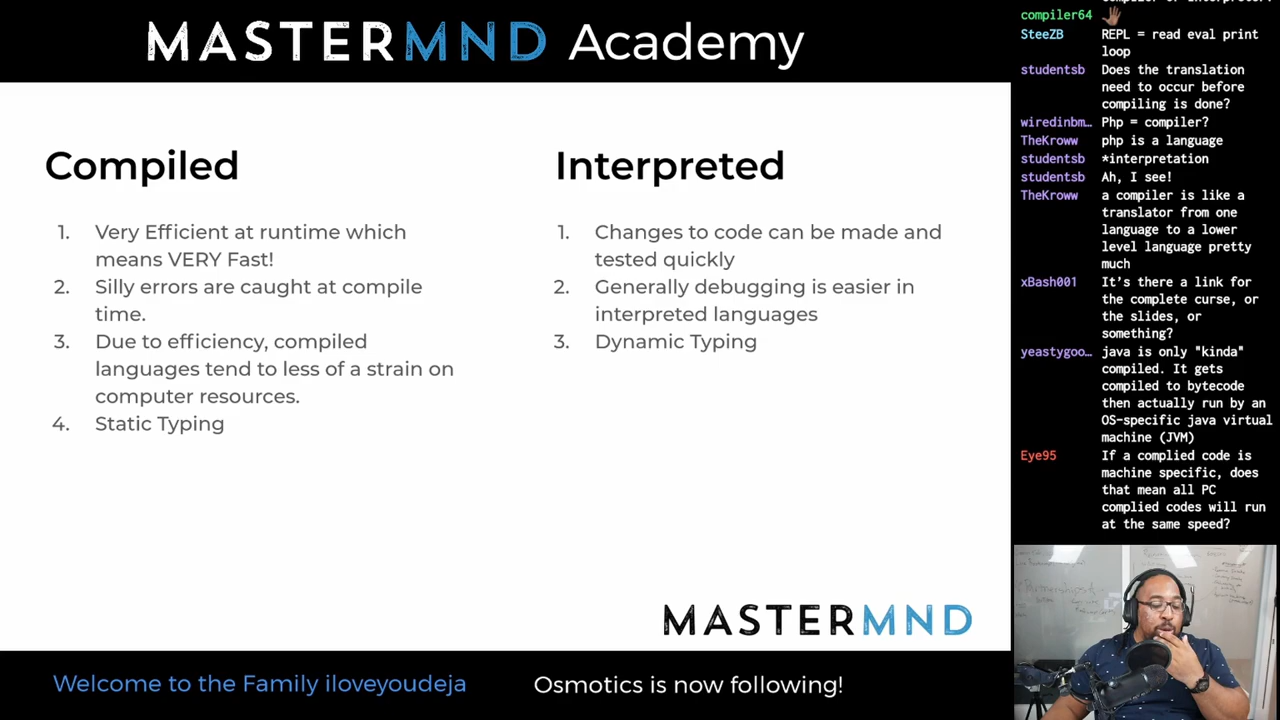 MASTERMND Academy
Compiled
1. Very Efficient at runtime which
means VERY Fast!
2. Silly errors are caught at compile
time.
3. Due to efficiency, compiled
languages tend to less of a strain on
computer resources.
4. Static Typing
Interpreted
1. Changes to code can be made and
tested quickly
2. Generally debugging is easier in
interpreted languages
3. Dynamic Typing
MASTERMND
Welcome to the Family iloveyoudeja
Osmotics is now following!
compiler64
SteeZB REPL = read eval print
loop
studentsb Does the translation
need to occur before
compiling is done?
wiredinbm… Php = compiler?
TheKroww php is a language
studentsb *interpretation
studentsb Ah, I see!
TheKroww a compiler is like a
translator from one
language to a lower
level language pretty
much
xBash001 It’s there a link for
the complete curse, or
the slides, or
something?
yeastygoo… java is only "kinda"
compiled. It gets
compiled to bytecode
then actually run by an
OS-specific java virtual
machine (JVM)
Eye95 If a complied code is
machine specific, does
that mean all PC
complied codes will run
at the same speed?